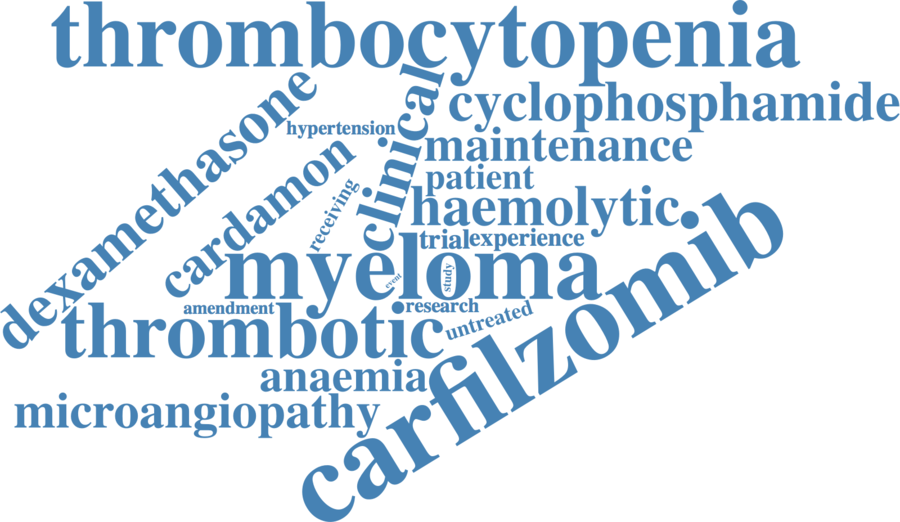 thrombocytopenia
cyclophosphamide
dexamethasone
hypertension
clinical
maintenance
cardamon
patient
receiving
haemolytic
trial
experience
myeloma
event
study
amendment
research
thrombotic
untreated
carfilzomib
anaemia
microangiopathy